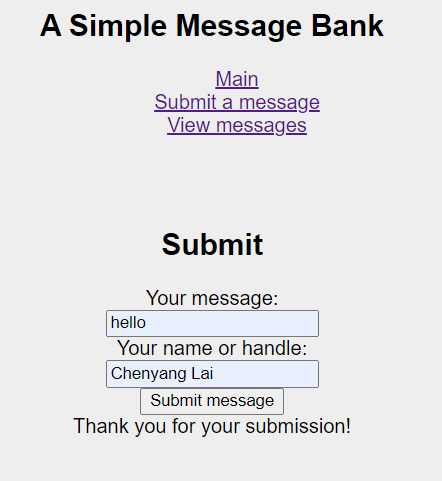 A Simple Message Bank
Main
Submit a message
View messages
Submit
Your message:
hello
Your name or handle:
Chenyang Lai
Submit message
Thank you for your submission!